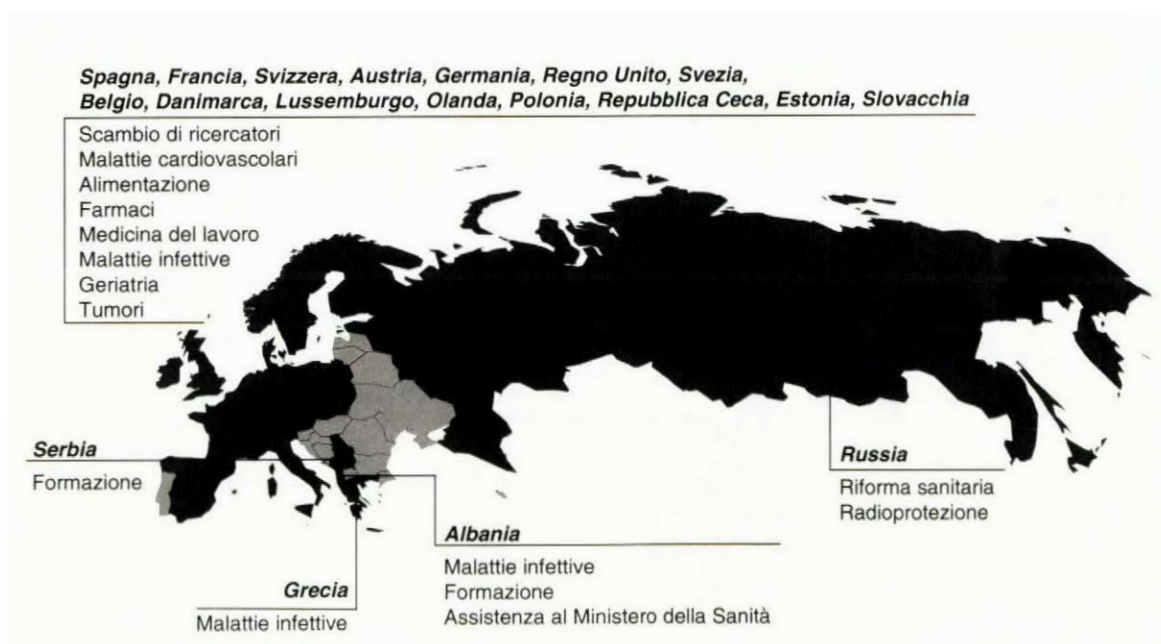 Spagna, Francia, Svizzera, Austria, Germania, Regno Unito, Svezia,
Belgio, Danimarca, Lussemburgo, Olanda, Polonia, Repubblica Ceca, Estonia, Slovacchia
Scambio di ricercatori
Malattie cardiovascolari
Alimentazione
Farmaci
Medicina del lavoro
Malattie infettive
Geriatria
Tumori
Serbia
Formazione
Russia
Riforma sanitaria
Radioprotezione
Albania
Malattie infettive
Formazione
Assistenza al Ministero della Sanità
Grecia
Malattie infettive